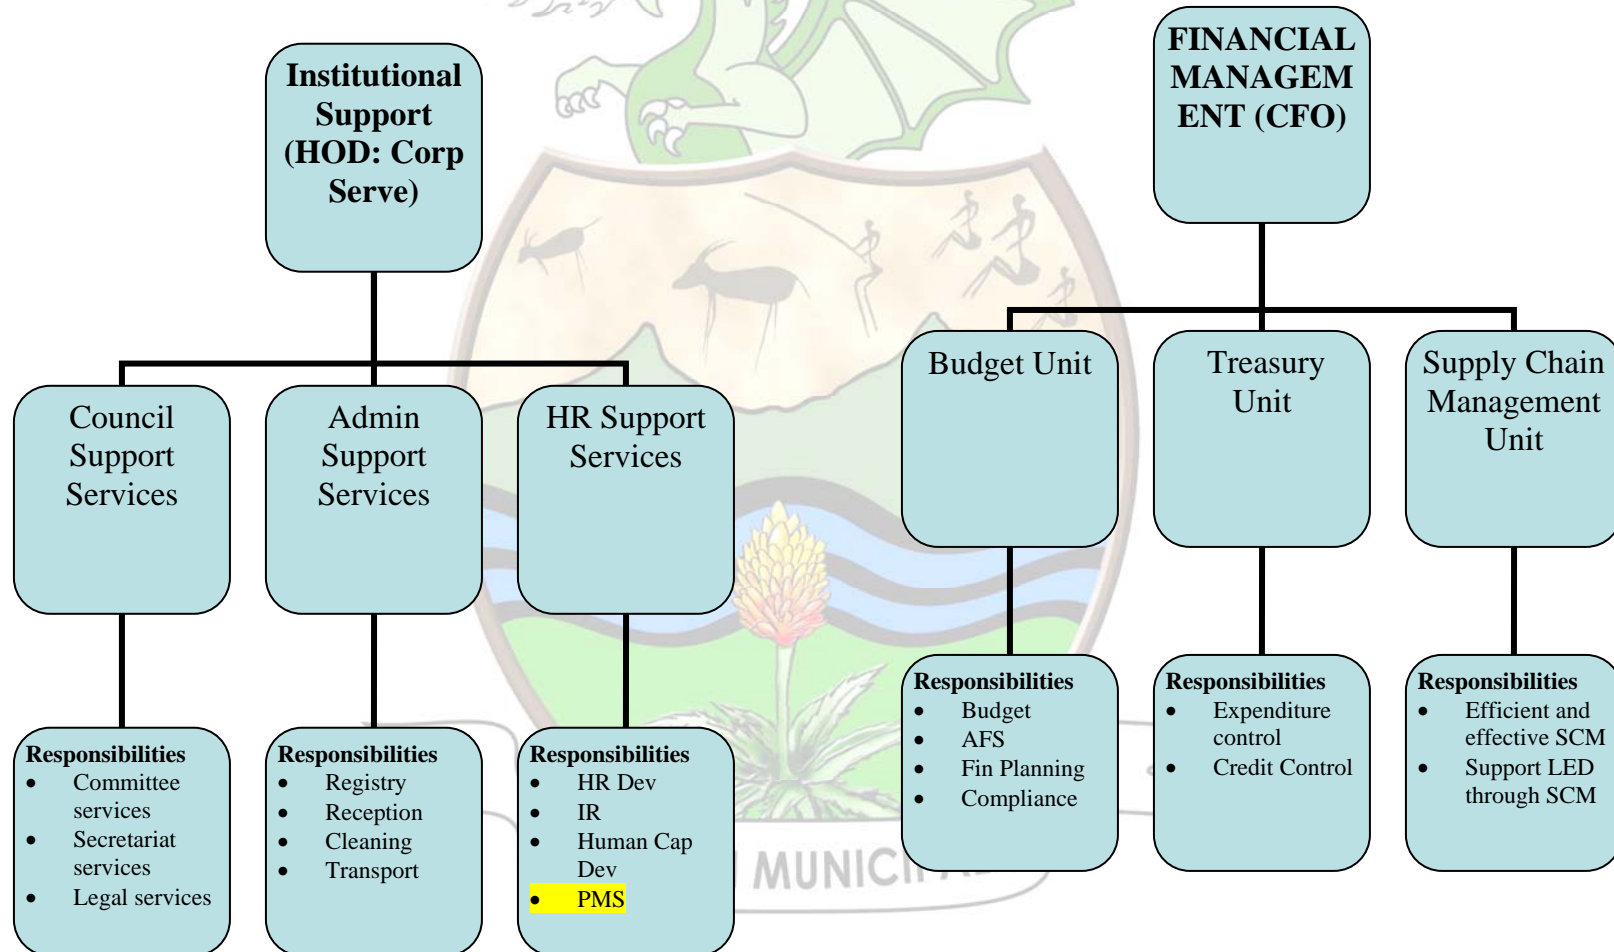 Institutional
Support
(HOD: Corp
Serve)
FINANCIAL
MANAGEM
ENT (CFO)
Council
Support
Services
Admin
Support
Services
HR Support
Services
Budget Unit
Treasury
Unit
Supply Chain
Management
Unit
Responsibilities
• Committee
services
• Secretariat
services
• Legal services
Responsibilities
• Registry
• Reception
• Cleaning
• Transport
Responsibilities
• HR Dev
• IR
• Human Cap
Dev
• PMS
Responsibilities
• Budget
• AFS
• Fin Planning
• Compliance
Responsibilities
• Expenditure
control
• Credit Control
Responsibilities
• Efficient and
effective SCM
• Support LED
through SCM